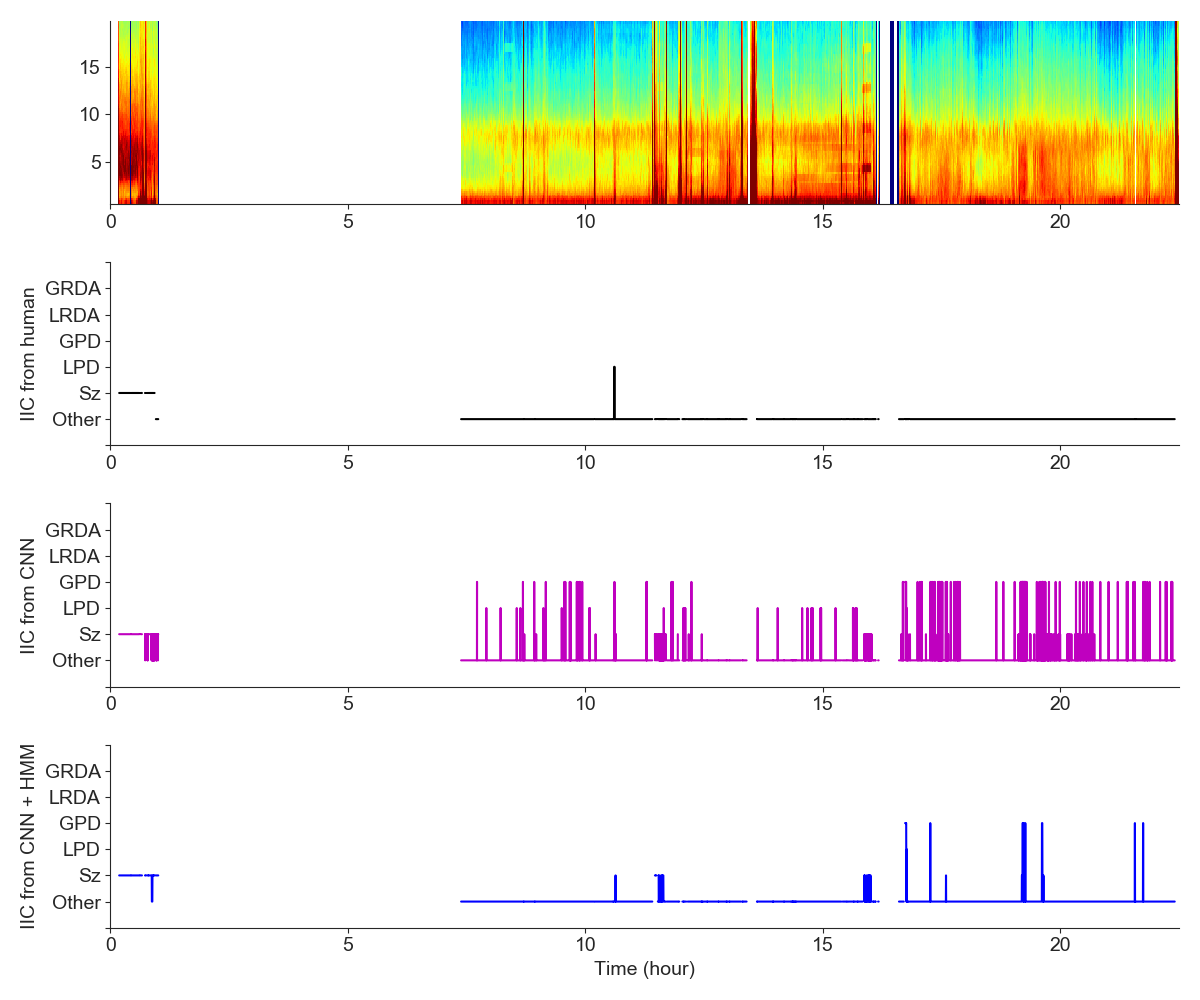 15
10
5
0 5 10 15 20
IIC from human
GRDA
LRDA
GPD
LPD
Sz
Other
0 5 10 15 20
IIC from CNN
GRDA
LRDA
GPD
LPD
Sz
Other
0 5 10 15 20
IIC from CNN + HMM
GRDA
LRDA
GPD
LPD
Sz
Other
0 5 10 15 20
Time (hour)